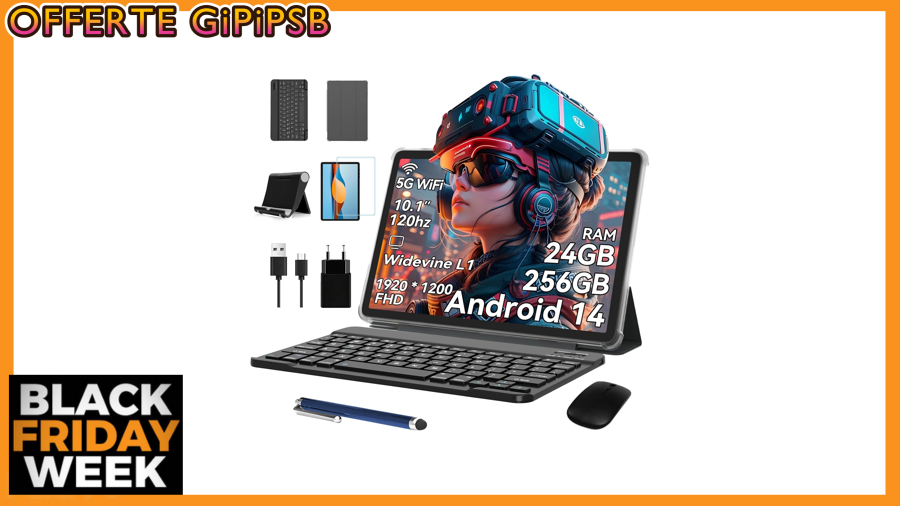 OFFERTE GiPiPSB
5G WiFi
10.1"
120hz
Widevine L1
1920 * 1200
FHD
RAM
24GB
256GB
Android 14
BLACK
FRIDAY
WEEK